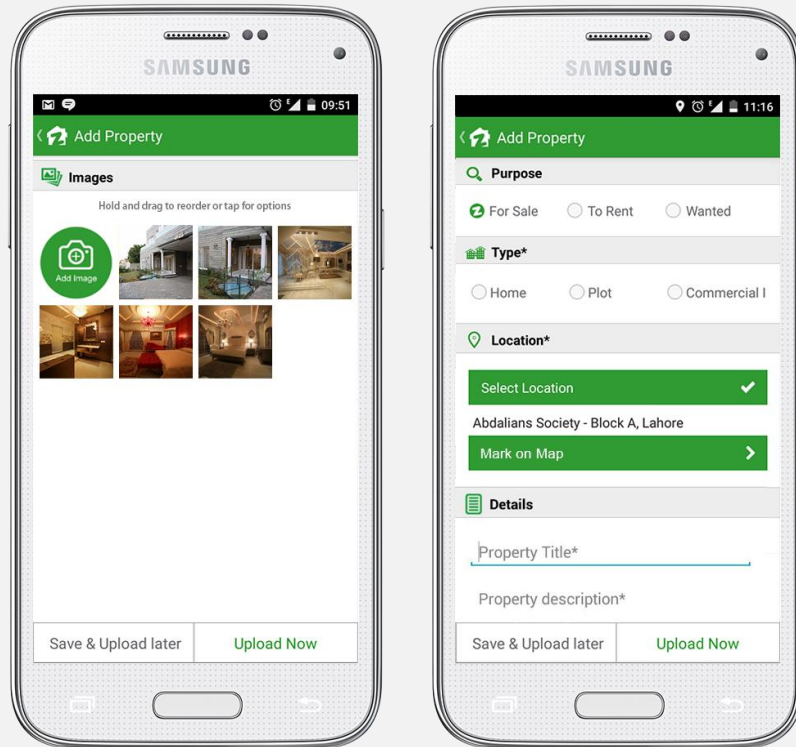 SAMSUNG
09:51
Add Property
Images
Hold and drag to reorder or tap for options
Add Image
Save & Upload later
Upload Now
SAMSUNG
11:16
Add Property
Purpose
For Sale
To Rent
Wanted
Type*
Home
Plot
Commercial l
Location*
Select Location
Abdalians Society - Block A, Lahore
Mark on Map
Details
Property Title*
Property description*
Save & Upload later
Upload Now